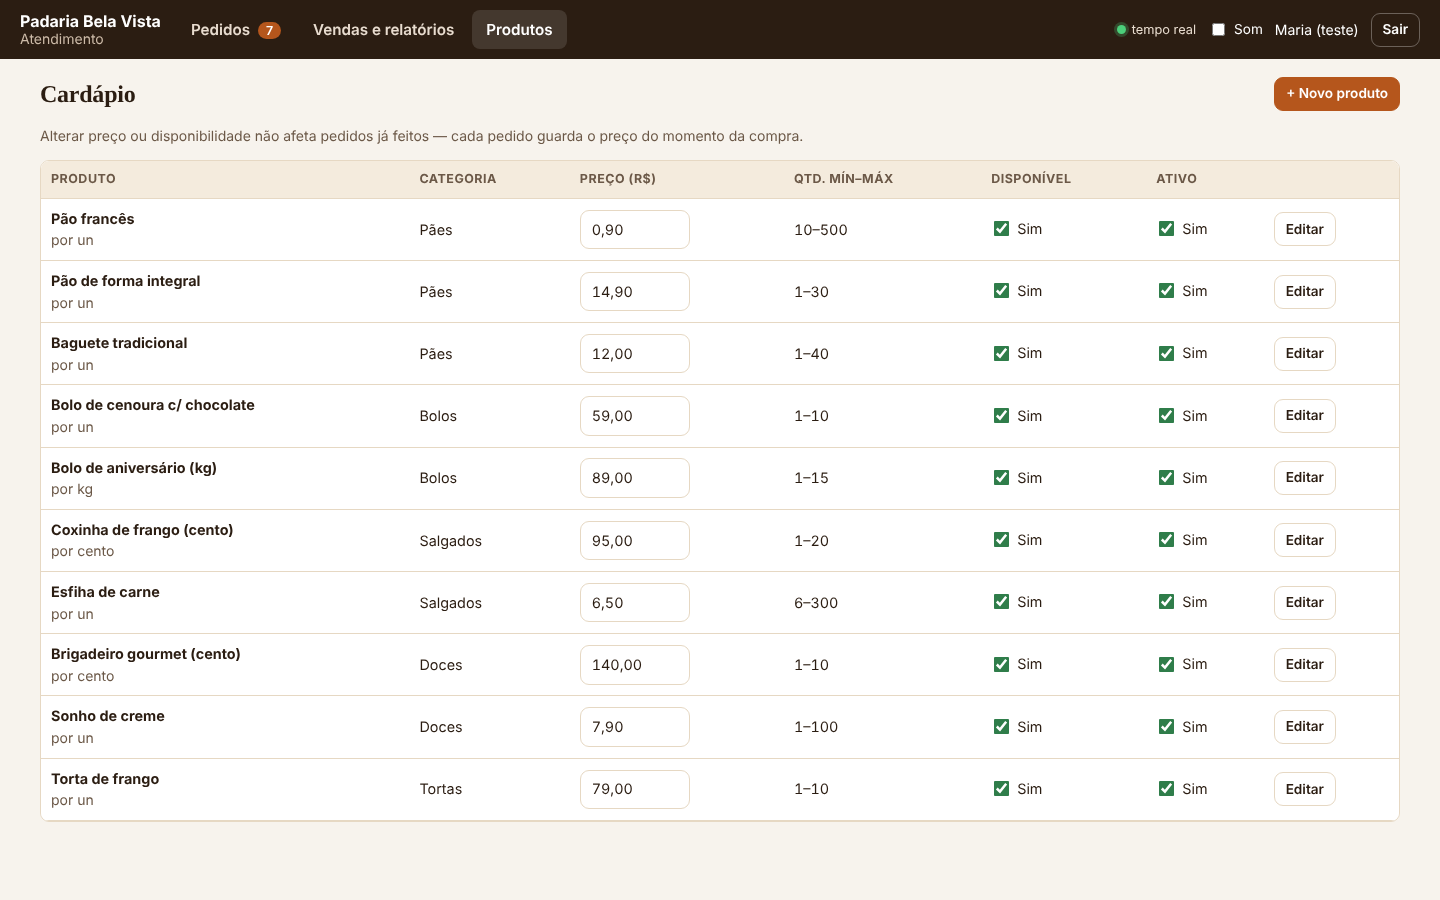 Padaria Bela Vista
Atendimento
Pedidos 7 Vendas e relatórios Produtos
tempo real Som Maria (teste) Sair
Cardápio
+ Novo produto
Alterar preço ou disponibilidade não afeta pedidos já feitos — cada pedido guarda o preço do momento da compra.
PRODUTO CATEGORIA PREÇO (R$) QTD. MÍN–MÁX DISPONÍVEL ATIVO
Pão francês
por un
Pães 0,90 10–500 Sim Sim Editar
Pão de forma integral
por un
Pães 14,90 1–30 Sim Sim Editar
Baguete tradicional
por un
Pães 12,00 1–40 Sim Sim Editar
Bolo de cenoura c/ chocolate
por un
Bolos 59,00 1–10 Sim Sim Editar
Bolo de aniversário (kg)
por kg
Bolos 89,00 1–15 Sim Sim Editar
Coxinha de frango (cento)
por cento
Salgados 95,00 1–20 Sim Sim Editar
Esfiha de carne
por un
Salgados 6,50 6–300 Sim Sim Editar
Brigadeiro gourmet (cento)
por cento
Doces 140,00 1–10 Sim Sim Editar
Sonho de creme
por un
Doces 7,90 1–100 Sim Sim Editar
Torta de frango
por un
Tortas 79,00 1–10 Sim Sim Editar